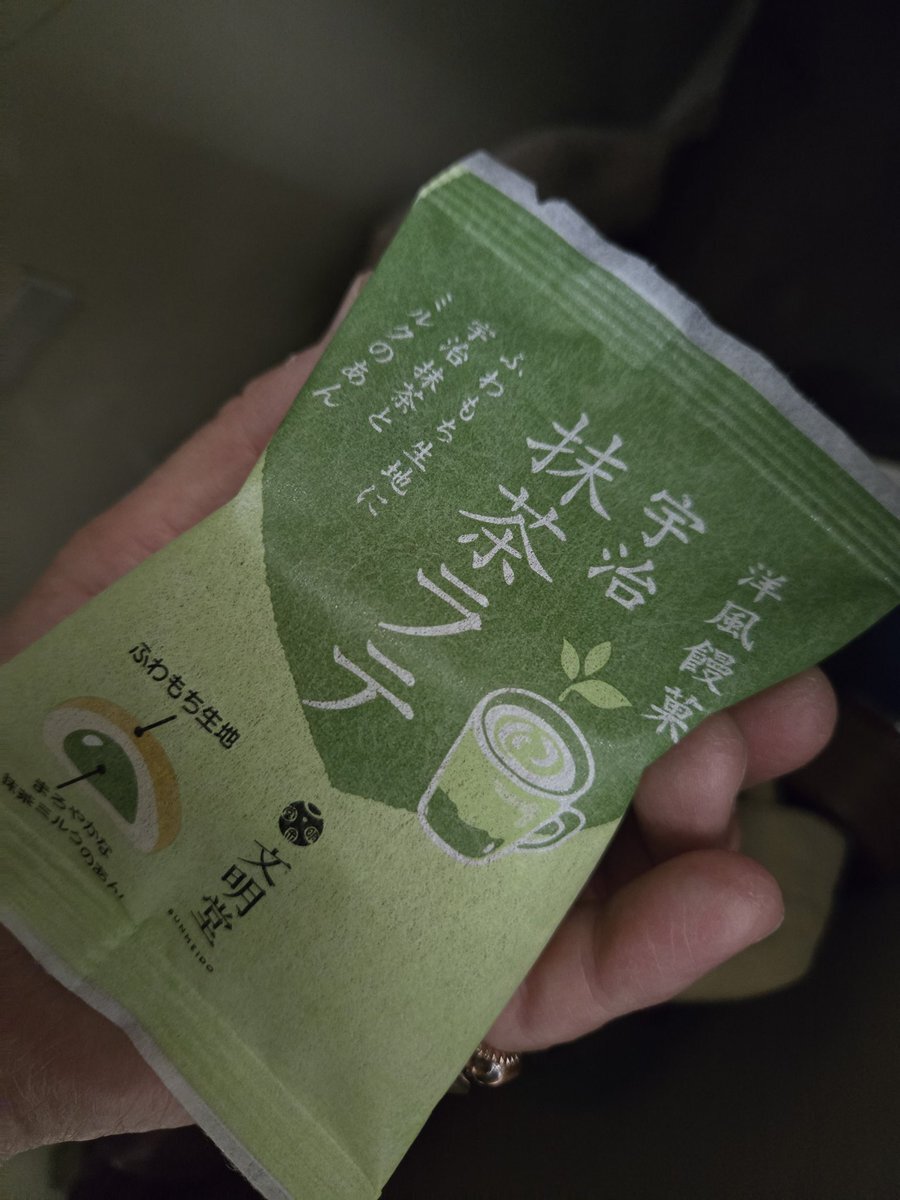 洋風饅菓
宇治
抹茶ラテ
ふわもち生地に
宇治抹茶と
ミルクのあん
ふわもち生地
まろやかな
抹茶ミルクのあん
文明堂
BUNMEIDO